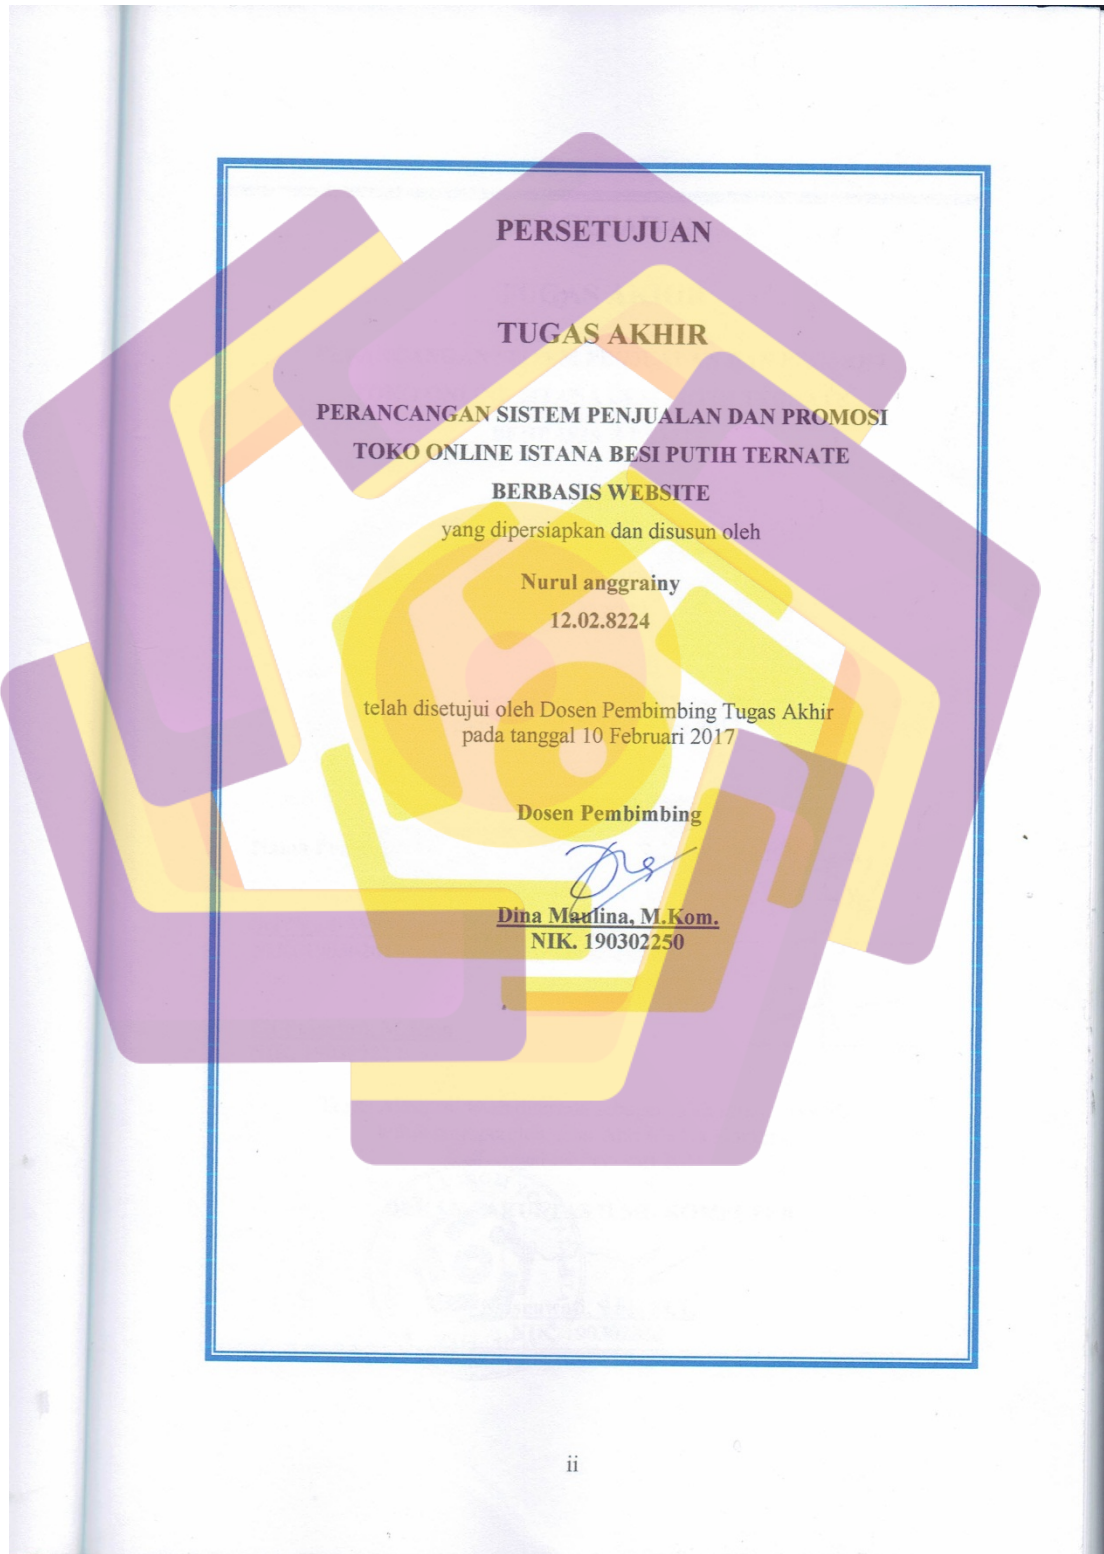 PERSETUJUAN
TUGAS AKHIR
PERANCANGAN SISTEM PENJUALAN DAN PROMOSI
TOKO ONLINE ISTANA BESI PUTIH TERNATE
BERBASIS WEBSITE
yang dipersiapkan dan disusun oleh
Nurul anggrainy
12.02.8224
telah disetujui oleh Dosen Pembimbing Tugas Akhir
pada tanggal 10 Februari 2017
Dosen Pembimbing
Dina Maulina, M.Kom.
NIK. 190302250
ii